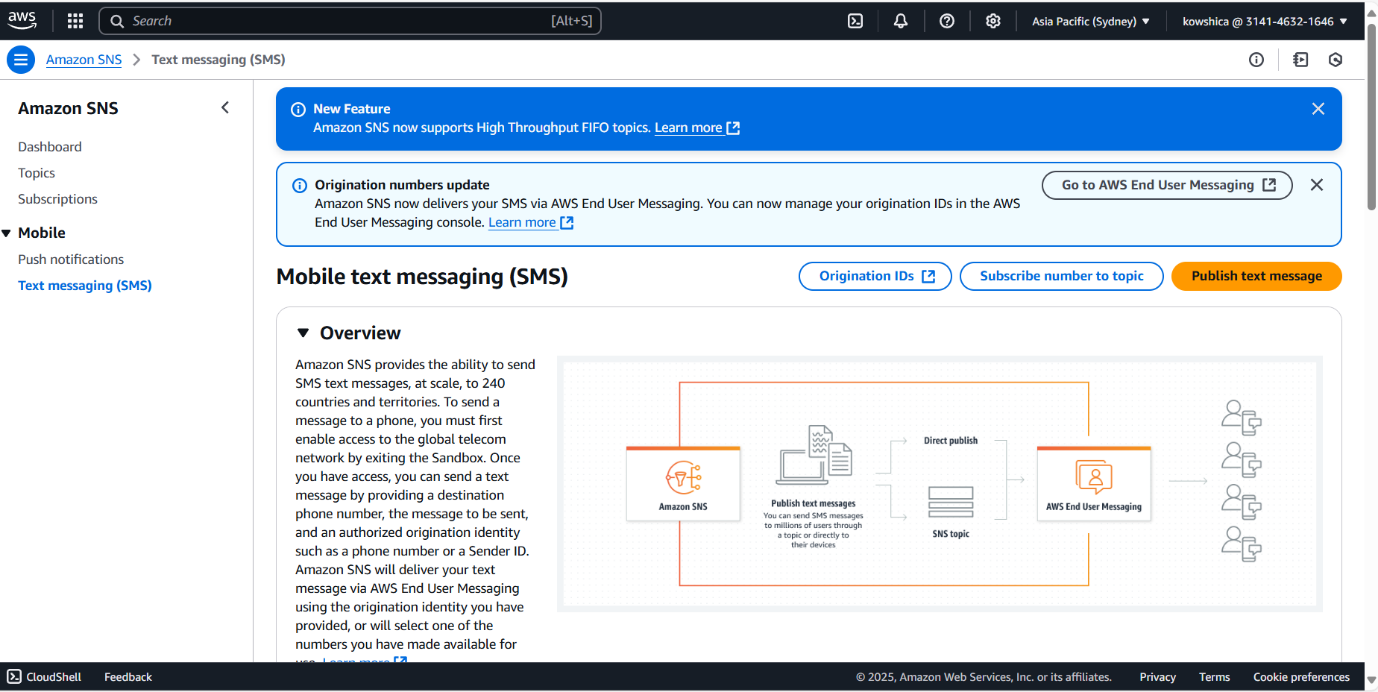 aws
Search
[Alt+S]
Asia Pacific (Sydney)
kowshica @ 3141-4632-1646
Amazon SNS
Text messaging (SMS)
Amazon SNS
Dashboard
Topics
Subscriptions
Mobile
Push notifications
Text messaging (SMS)
New Feature
Amazon SNS now supports High Throughput FIFO topics. Learn more
Origination numbers update
Amazon SNS now delivers your SMS via AWS End User Messaging. You can now manage your origination IDs in the AWS
End User Messaging console. Learn more
Go to AWS End User Messaging
Mobile text messaging (SMS)
Origination IDs
Subscribe number to topic
Publish text message
Overview
Amazon SNS provides the ability to send
SMS text messages, at scale, to 240
countries and territories. To send a
message to a phone, you must first
enable access to the global telecom
network by exiting the Sandbox. Once
you have access, you can send a text
message by providing a destination
phone number, the message to be sent,
and an authorized origination identity
such as a phone number or a Sender ID.
Amazon SNS will deliver your text
message via AWS End User Messaging
using the origination identity you have
provided, or will select one of the
numbers you have made available for
use. Learn more
Amazon SNS
Publish text messages
You can send SMS messages
to millions of users through
a topic or directly to
their devices
Direct publish
SNS topic
AWS End User Messaging
CloudShell
Feedback
© 2025, Amazon Web Services, Inc. or its affiliates.
Privacy
Terms
Cookie preferences